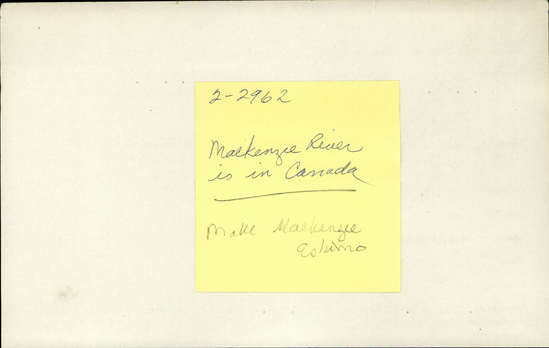 2-2962
Mackenzie River
is in Canada
Make Mackenzie
Eskimo